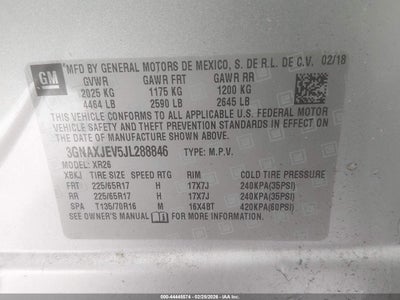 GM MFD BY GENERAL MOTORS DE MEXICO, S. DE R.L. DE C.V. 02/18
GVWR GAWR FRT GAWR RR
2025 KG 1175 KG 1200 KG
4464 LB 2590 LB 2645 LB
THIS VEHICLE CONFORMS TO ALL APPLICABLE U.S. FEDERAL MOTOR
VEHICLE SAFETY, BUMPER, AND THEFT PREVENTION STANDARDS IN EFFECT ON THE
DATE OF MANUFACTURE SHOWN ABOVE.
3GNAXJEV5JL288846 TYPE: M.P.V.
MODEL: XR26
XBKJ TIRE SIZE SPEED RTG RIM COLD TIRE PRESSURE
FRT 225/65R17 H 17X7J 240KPA(35PSI)
RR 225/65R17 H 17X7J 240KPA(35PSI)
SPA T135/70R16 M 16X4BT 420KPA(60PSI)
SEE OWNER'S MANUAL FOR MORE INFORMATION.
000-44445574 - 02/28/2026 - IAA Inc.